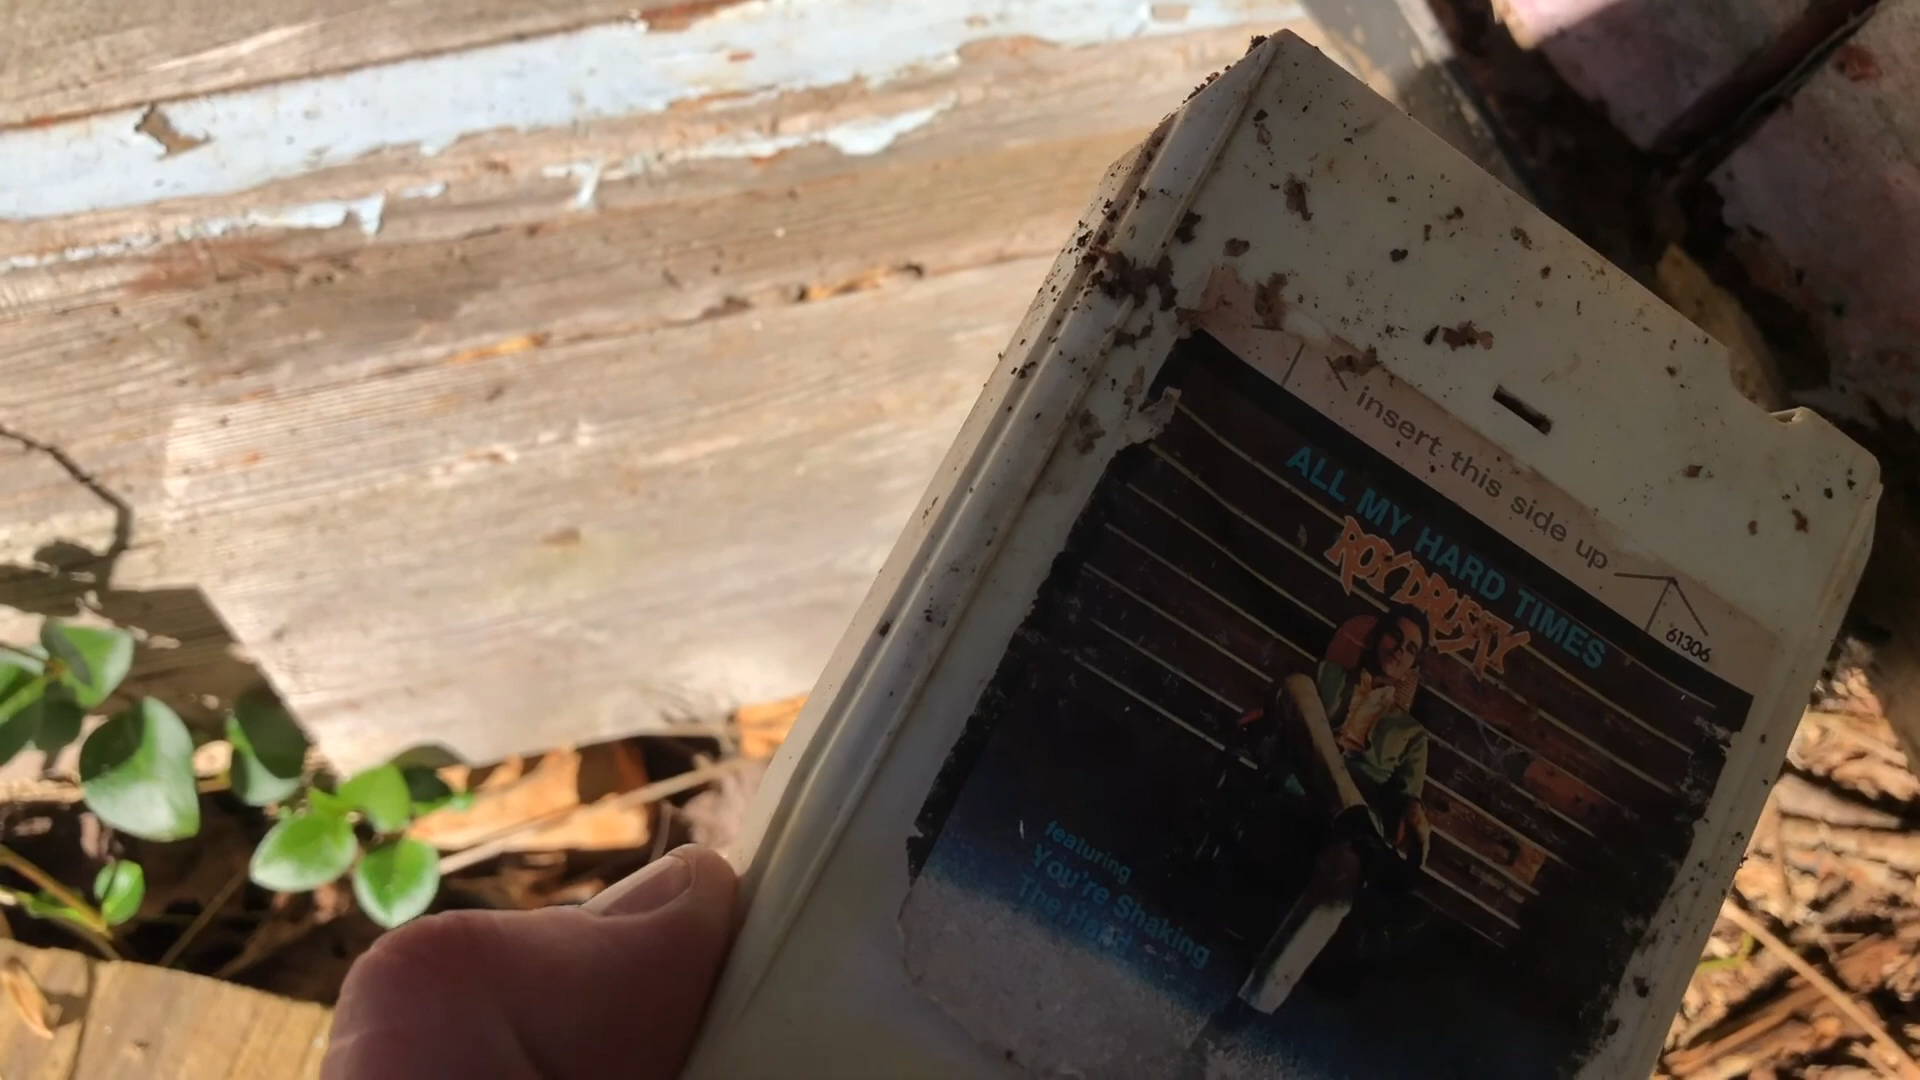 insert this side up
61306
ALL MY HARD TIMES
ROY DRUSKY
featuring
You're Shaking
The Hand